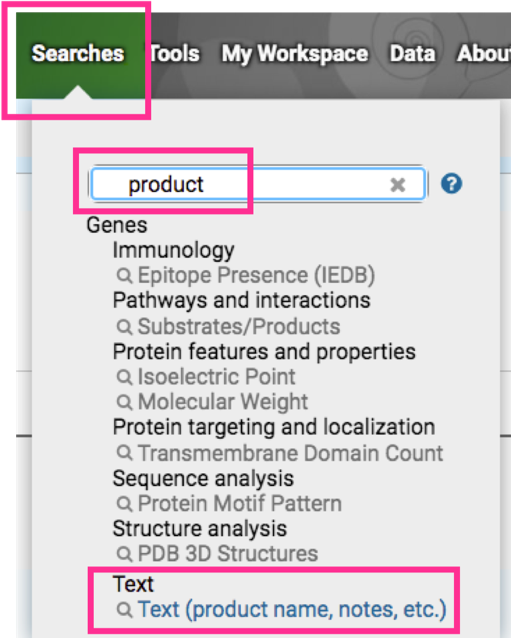 Searches Tools My Workspace Data About
product
Genes
Immunology
Epitope Presence (IEDB)
Pathways and interactions
Substrates/Products
Protein features and properties
Isoelectric Point
Molecular Weight
Protein targeting and localization
Transmembrane Domain Count
Sequence analysis
Protein Motif Pattern
Structure analysis
PDB 3D Structures
Text
Text (product name, notes, etc.)